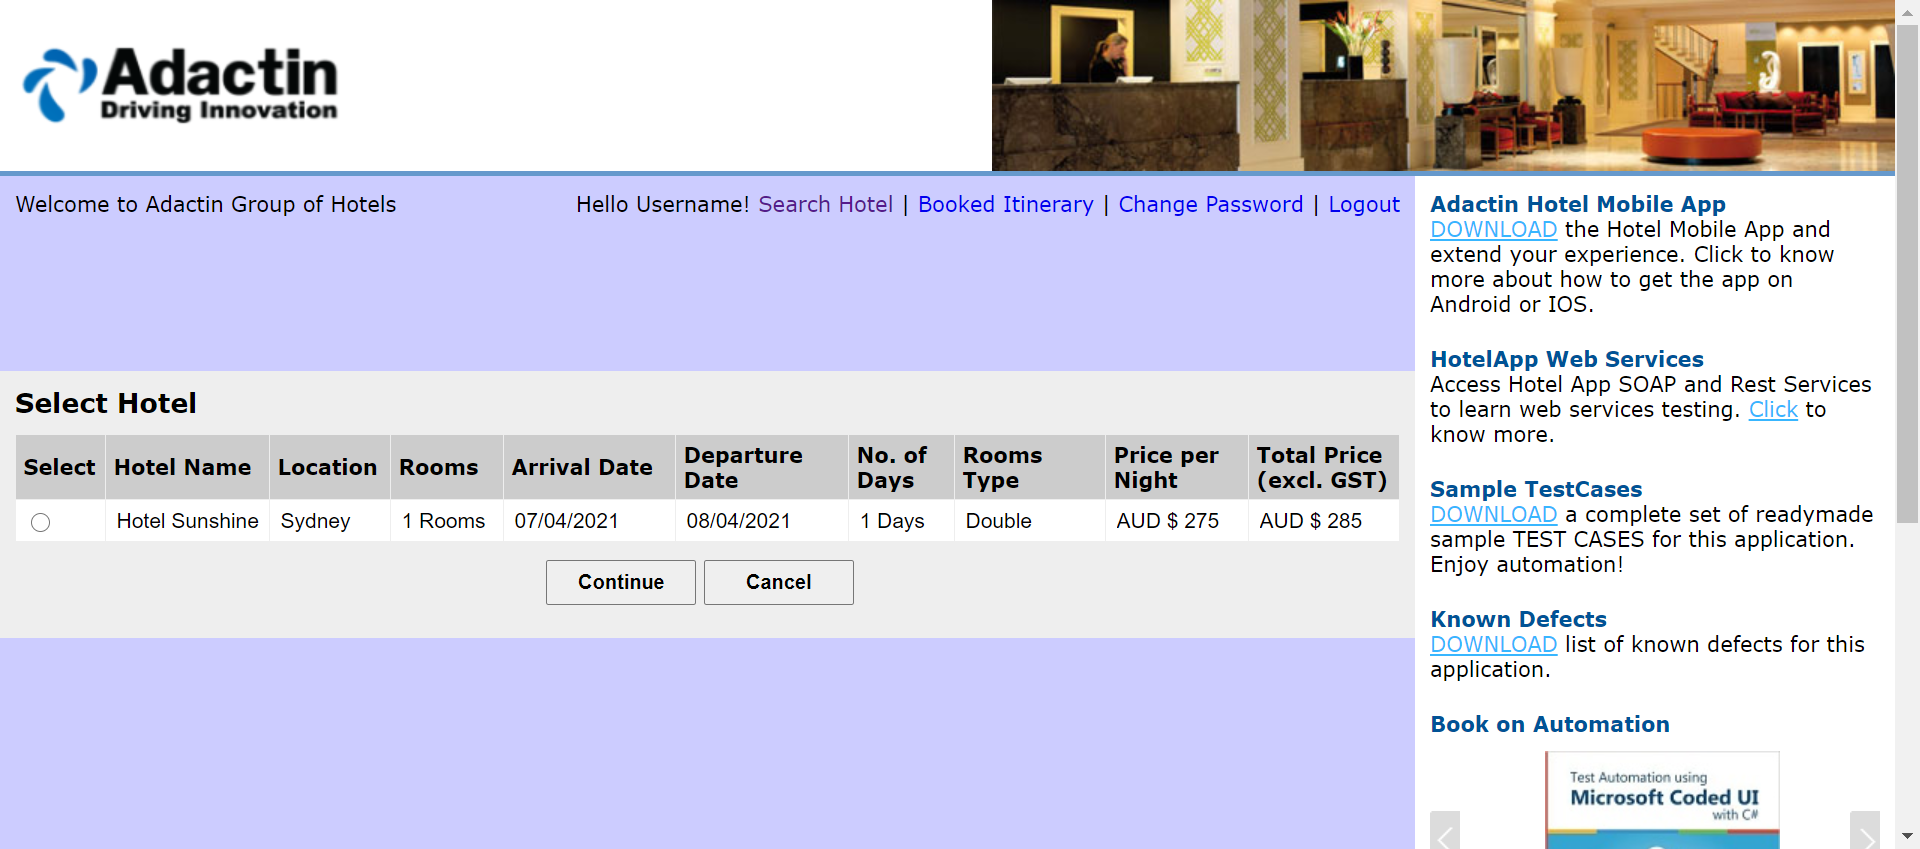 Adactin
Driving Innovation
Welcome to Adactin Group of Hotels
Hello Username! Search Hotel | Booked Itinerary | Change Password | Logout
Select Hotel
Select Hotel Name Location Rooms Arrival Date Departure Date No. of Days Rooms Type Price per Night Total Price (excl. GST)
Hotel Sunshine Sydney 1 Rooms 07/04/2021 08/04/2021 1 Days Double AUD $ 275 AUD $ 285
Continue Cancel
Adactin Hotel Mobile App
DOWNLOAD the Hotel Mobile App and
extend your experience. Click to know
more about how to get the app on
Android or IOS.
HotelApp Web Services
Access Hotel App SOAP and Rest Services
to learn web services testing. Click to
know more.
Sample TestCases
DOWNLOAD a complete set of readymade
sample TEST CASES for this application.
Enjoy automation!
Known Defects
DOWNLOAD list of known defects for this
application.
Book on Automation
Test Automation using
Microsoft Coded UI
with C#